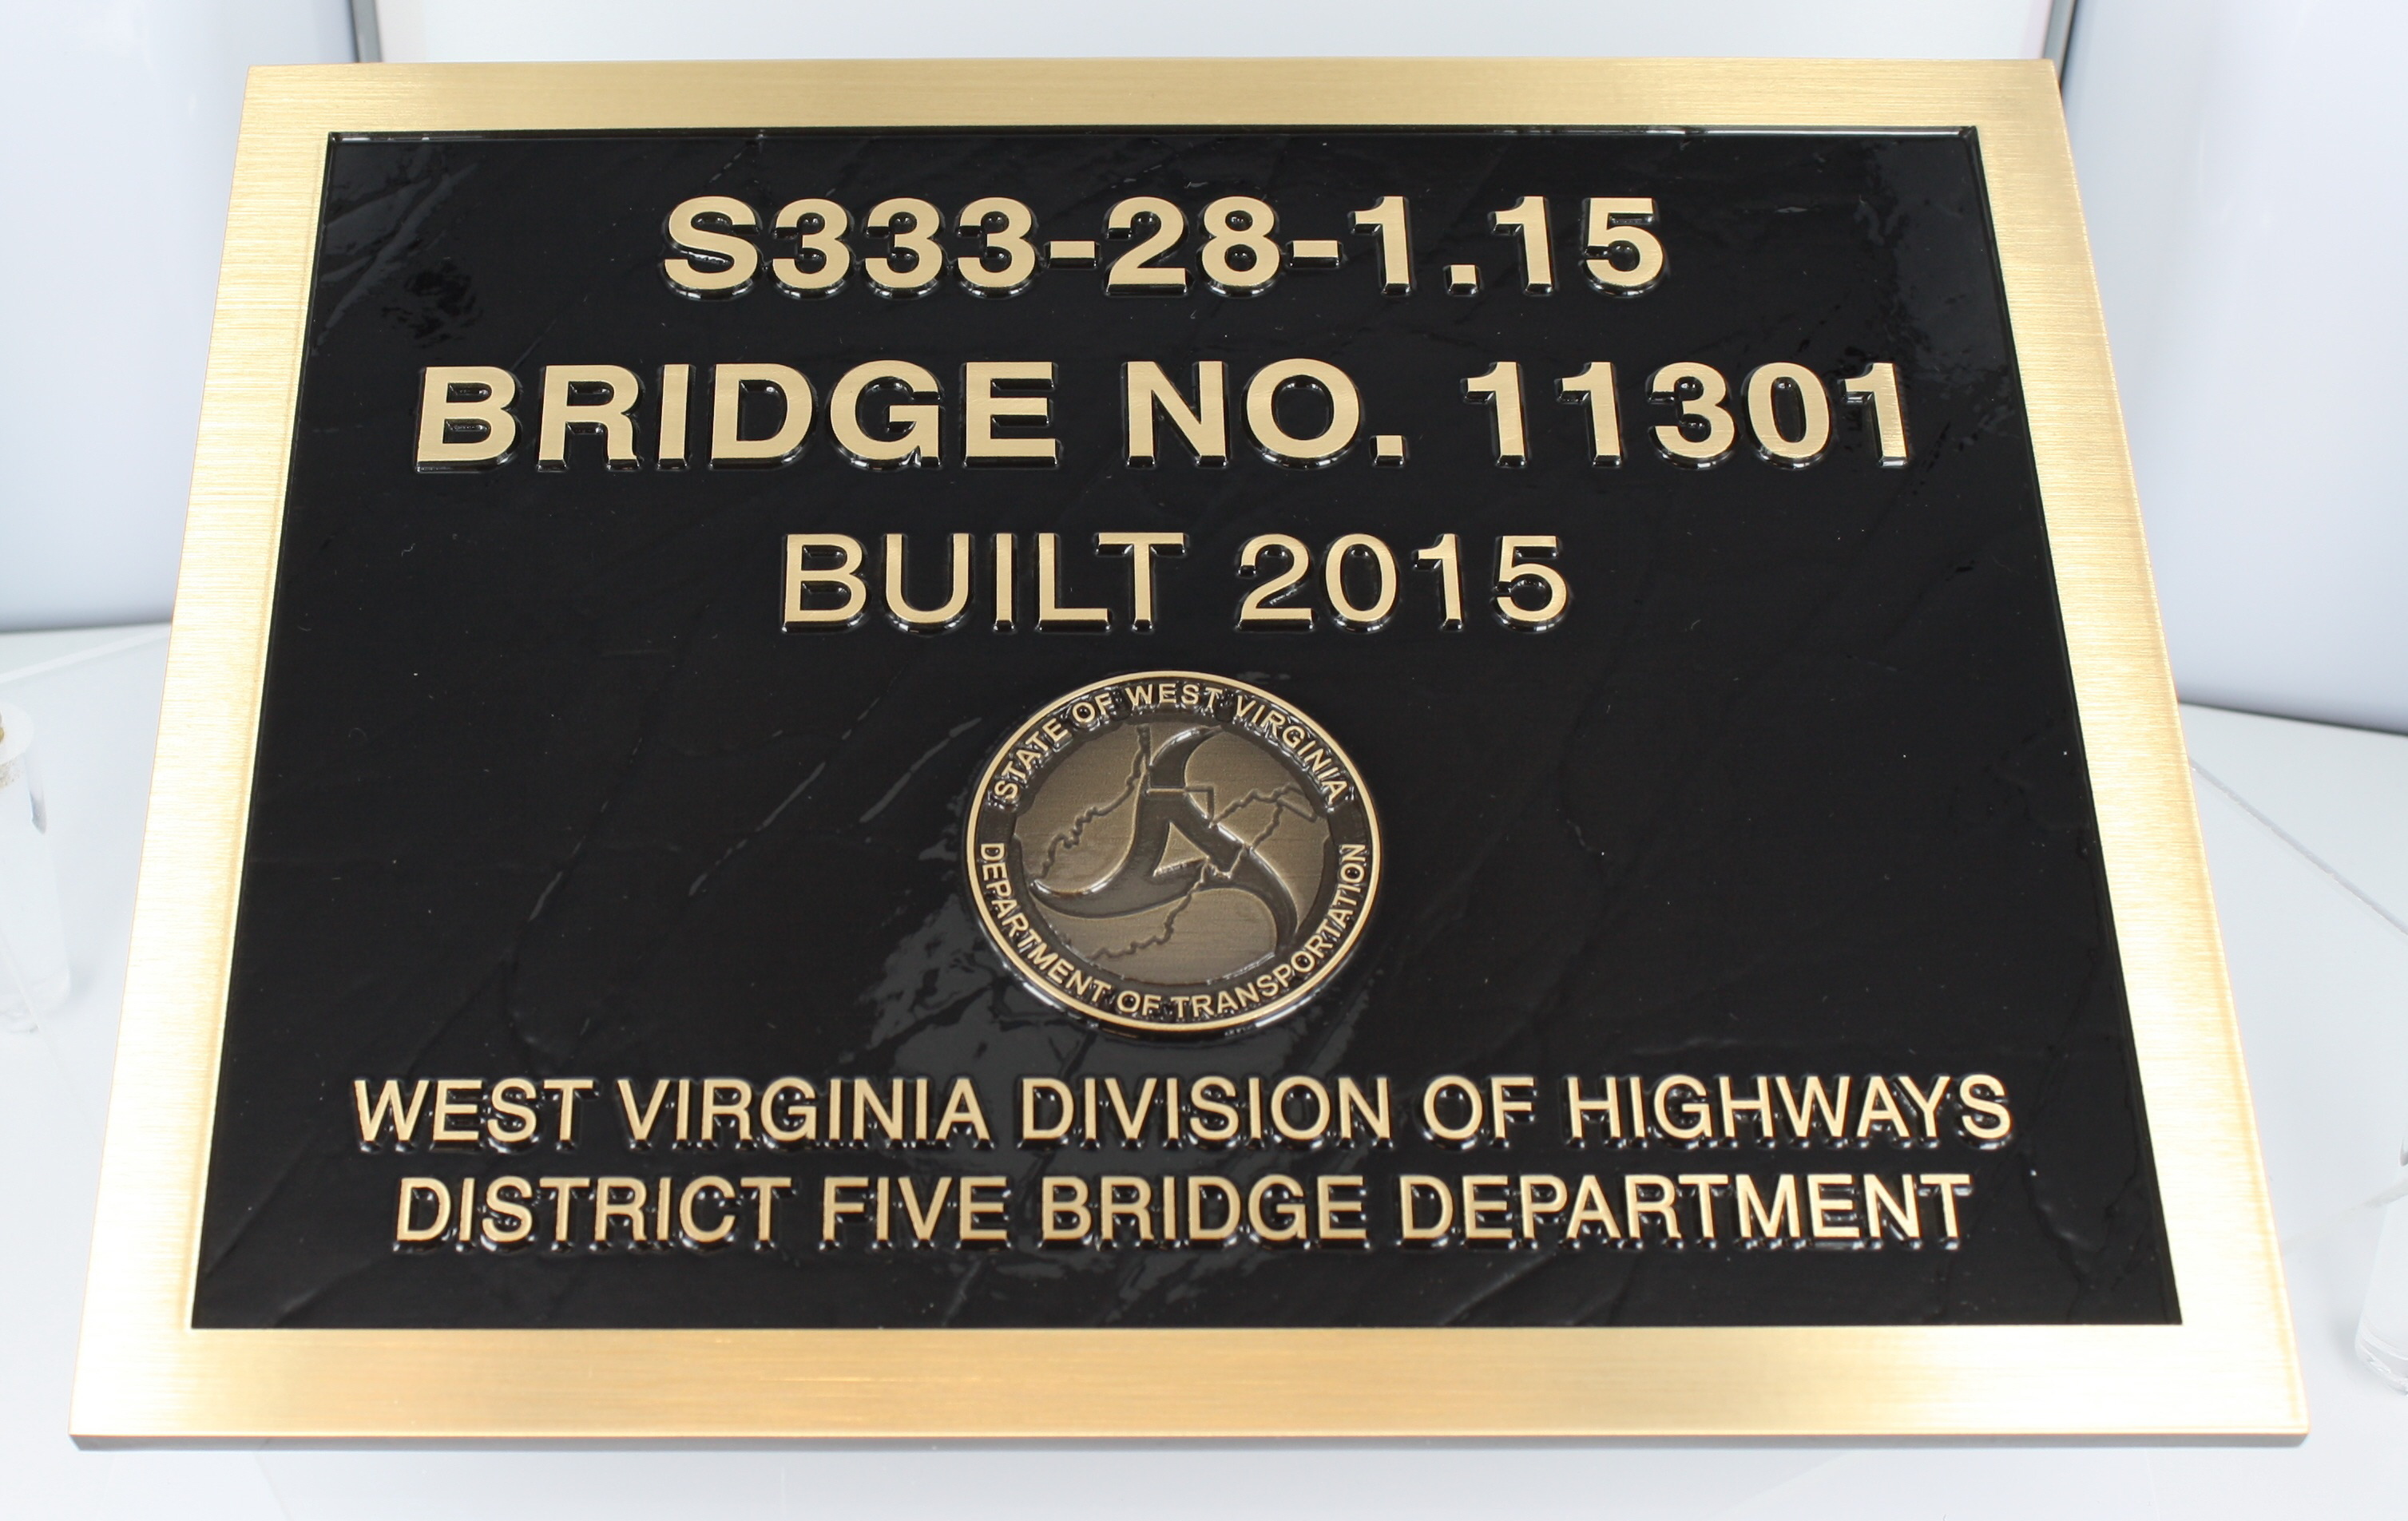 S333-28-1.15
BRIDGE NO. 11301
BUILT 2015
STATE OF WEST VIRGINIA
DEPARTMENT OF TRANSPORTATION
WEST VIRGINIA DIVISION OF HIGHWAYS
DISTRICT FIVE BRIDGE DEPARTMENT